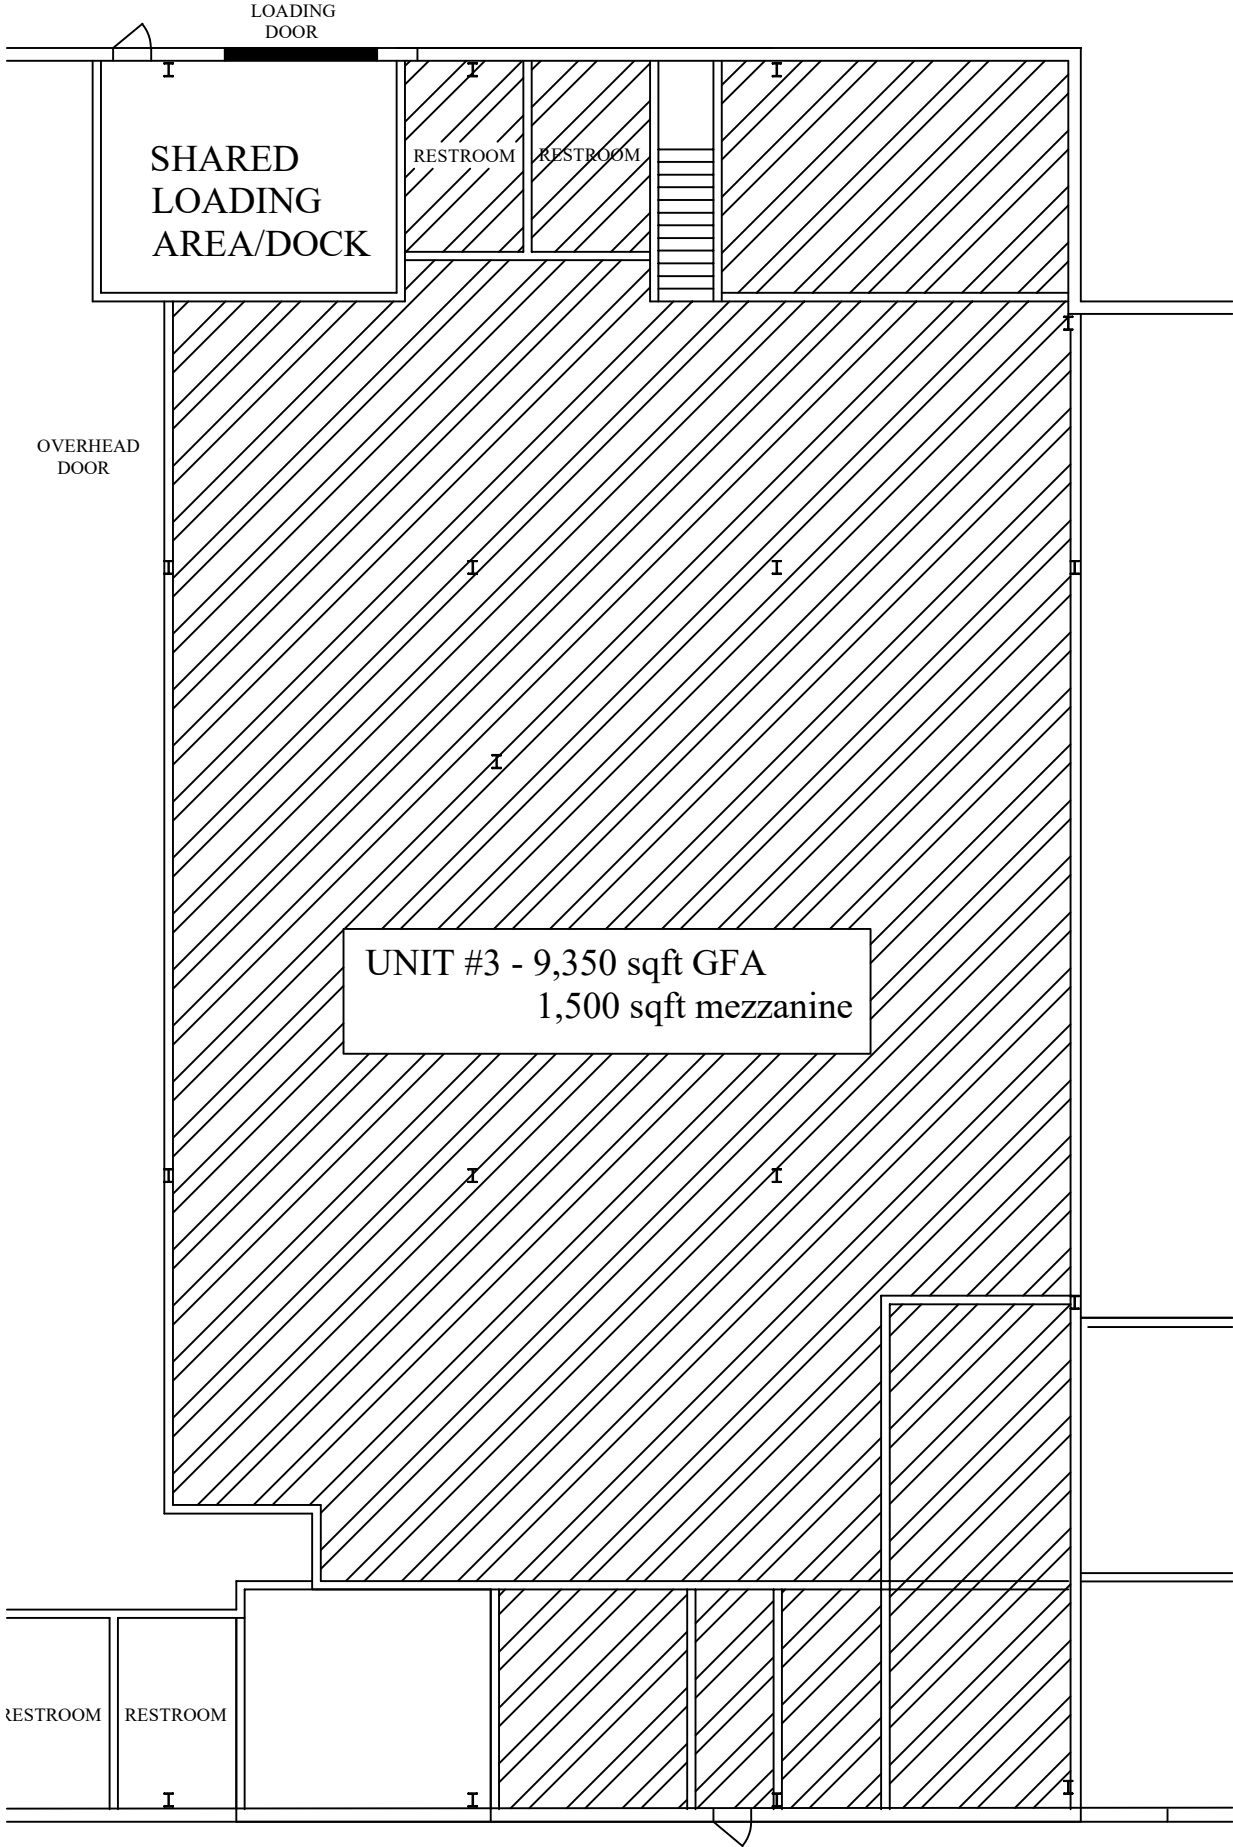 LOADING
DOOR
SHARED
LOADING
AREA/DOCK
RESTROOM
RESTROOM
OVERHEAD
DOOR
UNIT #3 - 9,350 sqft GFA
1,500 sqft mezzanine
RESTROOM
RESTROOM